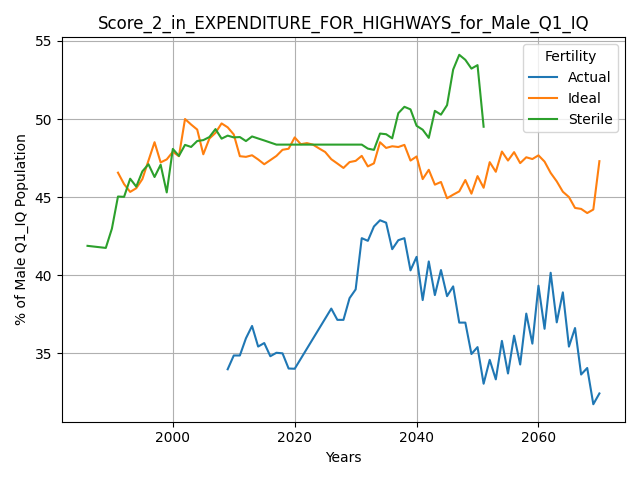 Score_2_in_EXPENDITURE_FOR_HIGHWAYS_for_Male_Q1_IQ
55
50
45
40
35
% of Male Q1_IQ Population
Fertility
Actual
Ideal
Sterile
2000
2020
2040
2060
Years